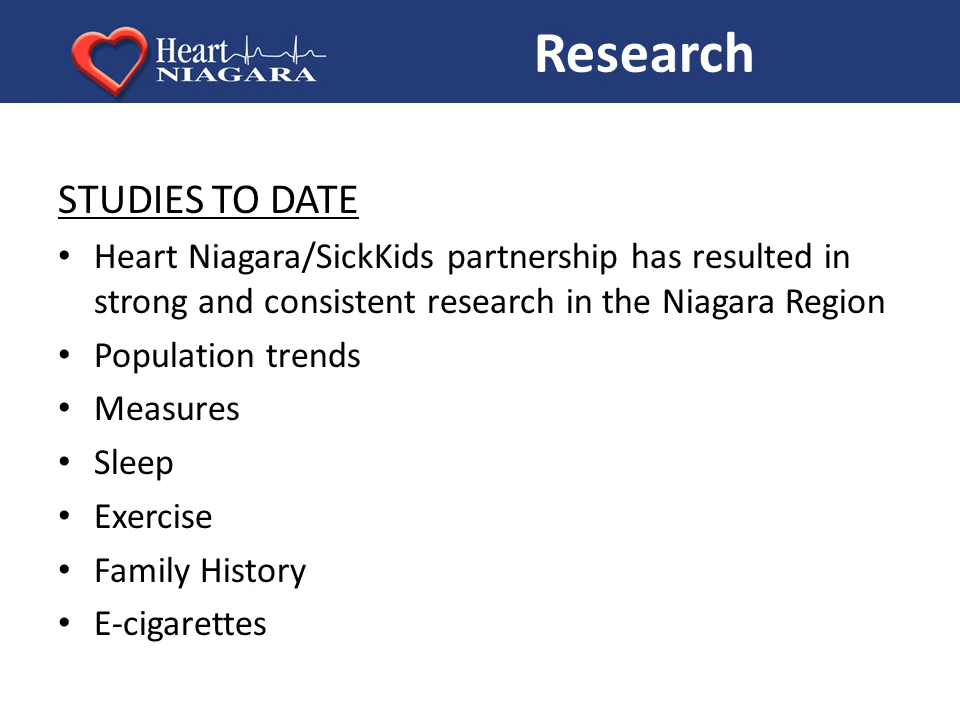 Heart
NIAGARA
Research
STUDIES TO DATE
• Heart Niagara/SickKids partnership has resulted in
strong and consistent research in the Niagara Region
• Population trends
• Measures
• Sleep
• Exercise
• Family History
• E-cigarettes